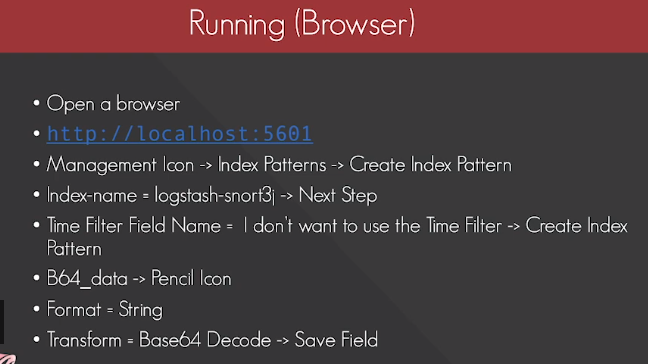 Running (Browser)
• Open a browser
• http://localhost:5601
• Management Icon -> Index Patterns -> Create Index Pattern
• Index-name = logstash-snort3j -> Next Step
• Time Filter Field Name = I don't want to use the Time Filter -> Create Index
Pattern
• B64_data -> Pencil Icon
• Format = String
• Transform = Base64 Decode -> Save Field